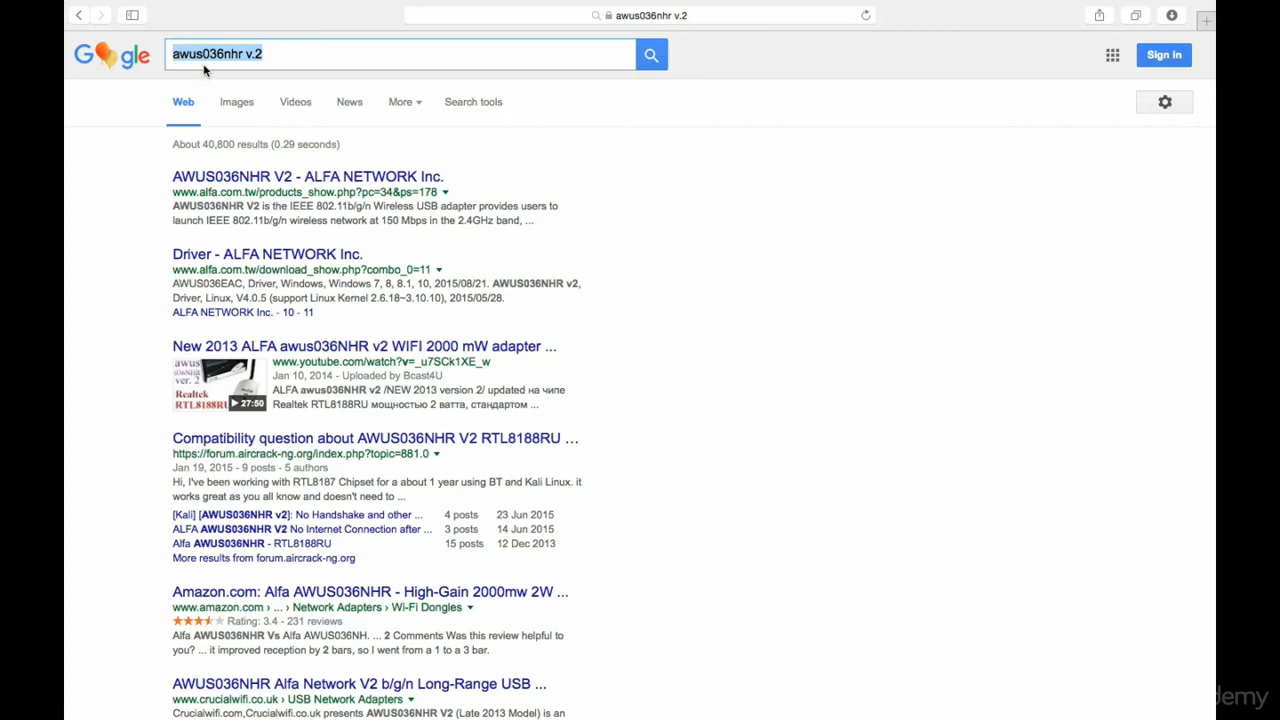 awus036nhr v.2
G gle
awus036nhr v.2
Sign in
Web Images Videos News More Search tools
About 40,800 results (0.29 seconds)
AWUS036NHR V2 - ALFA NETWORK Inc.
www.alfa.com.tw/products_show.php?pc=34&ps=178
AWUS036NHR V2 is the IEEE 802.11b/g/n Wireless USB adapter provides users to
launch IEEE 802.11b/g/n wireless network at 150 Mbps in the 2.4GHz band, ...
Driver - ALFA NETWORK Inc.
www.alfa.com.tw/download_show.php?combo_0=11
AWUS036EAC, Driver, Windows, Windows 7, 8, 8.1, 10, 2015/08/21. AWUS036NHR v2,
Driver, Linux, V4.0.5 (support Linux Kernel 2.6.18~3.10.10), 2015/05/28.
ALFA NETWORK Inc. - 10 - 11
New 2013 ALFA awus036NHR v2 WIFI 2000 mW adapter ...
awus
036NHR
ver. 2
Realtek
RTL8188RU
27:50
www.youtube.com/watch?v=_u7SCk1XE_w
Jan 10, 2014 - Uploaded by Bcast4U
ALFA awus036NHR v2 /NEW 2013 version 2/ updated на чипе
Realtek RTL8188RU мощностью 2 ватта, стандартом ...
Compatibility question about AWUS036NHR V2 RTL8188RU ...
https://forum.aircrack-ng.org/index.php?topic=881.0
Jan 19, 2015 - 9 posts - 5 authors
Hi, I've been working with RTL8187 Chipset for a about 1 year using BT and Kali Linux. it
works great as you all know and doesn't need to ...
[Kali] [AWUS036NHR v2]: No Handshake and other ... 4 posts 23 Jun 2015
ALFA AWUS036NHR V2 No Internet Connection after ... 3 posts 14 Jun 2015
Alfa AWUS036NHR - RTL8188RU 15 posts 12 Dec 2013
More results from forum.aircrack-ng.org
Amazon.com: Alfa AWUS036NHR - High-Gain 2000mw 2W ...
www.amazon.com › ... › Network Adapters › Wi-Fi Dongles
Rating: 3.4 - 231 reviews
Alfa AWUS036NHR Vs Alfa AWUS036NH. ... 2 Comments Was this review helpful to
you? ... it improved reception by 2 bars, so I went from a 1 to a 3 bar.
AWUS036NHR Alfa Network V2 b/g/n Long-Range USB ...
www.crucialwifi.co.uk › USB Network Adapters
Crucialwifi.com,Crucialwifi.co.uk presents AWUS036NHR V2 (Late 2013 Model) is an
demy